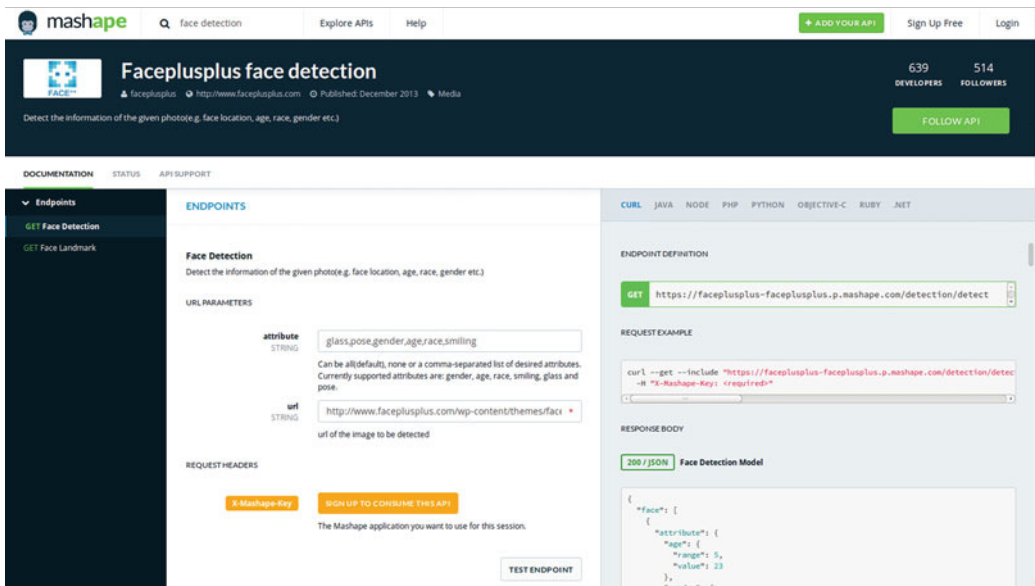 mashape
face detection
Explore APIs
Help
+ ADD YOUR API
Sign Up Free
Login
FACE++
Faceplusplus face detection
faceplusplus http://www.faceplusplus.com Published: December 2013 Media
639 DEVELOPERS
514 FOLLOWERS
Detect the information of the given photo(e.g. face location, age, race, gender etc.)
FOLLOW API
DOCUMENTATION STATUS API SUPPORT
Endpoints
GET Face Detection
GET Face Landmark
ENDPOINTS
Face Detection
Detect the information of the given photo(e.g. face location, age, race, gender etc.)
URL PARAMETERS
attribute
STRING
glass,pose,gender,age,race,smiling
Can be all(default), none or a comma-separated list of desired attributes.
Currently supported attributes are: gender, age, race, smiling, glass and
pose.
url
STRING
http://www.faceplusplus.com/wp-content/themes/face *
url of the image to be detected
REQUEST HEADERS
X-Mashape-Key
SIGN UP TO CONSUME THIS API
The Mashape application you want to use for this session.
TEST ENDPOINT
CURL JAVA NODE PHP PYTHON OBJECTIVE-C RUBY .NET
ENDPOINT DEFINITION
GET https://faceplusplus-faceplusplus.p.mashape.com/detection/detect
REQUEST EXAMPLE
curl --get --include "https://faceplusplus-faceplusplus.p.mashape.com/detection/detec
-H "X-Mashape-Key: <required>"
RESPONSE BODY
200 / JSON Face Detection Model
{
"face": [
{
"attribute": {
"age": {
"range": 5,
"value": 23
},